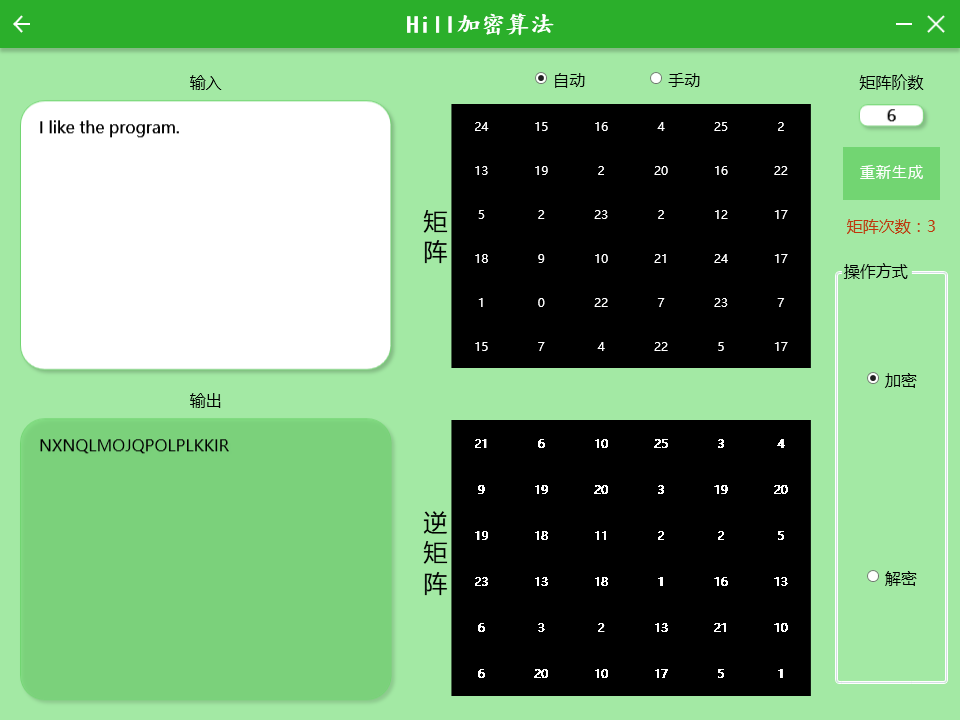 Hill加密算法
输入
自动
手动
矩阵阶数
I like the program.
6
重新生成
矩阵次数：3
操作方式
加密
解密
矩阵
24 15 16 4 25 2
13 19 2 20 16 22
5 2 23 2 12 17
18 9 10 21 24 17
1 0 22 7 23 7
15 7 4 22 5 17
输出
NXNQLMOJQPOLPLKKIR
逆矩阵
21 6 10 25 3 4
9 19 20 3 19 20
19 18 11 2 2 5
23 13 18 1 16 13
6 3 2 13 21 10
6 20 10 17 5 1